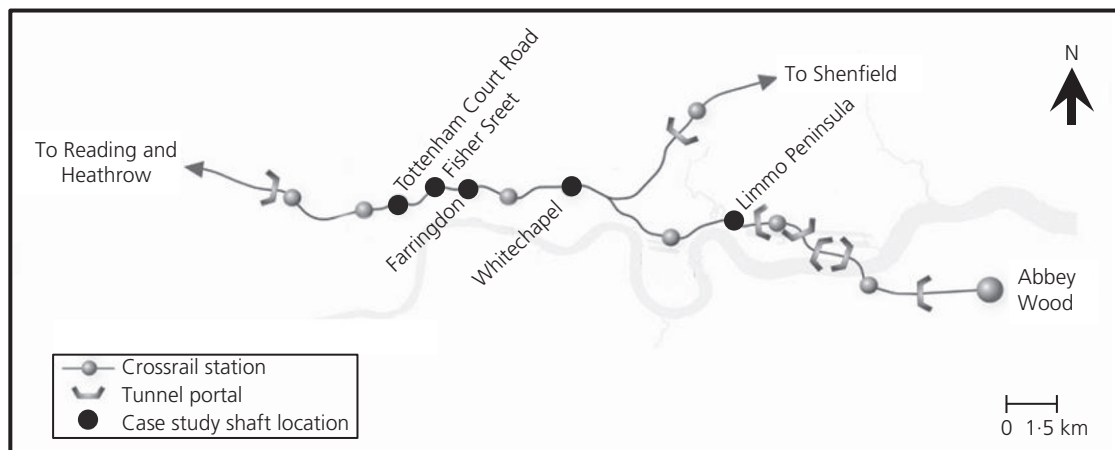 N
To Shenfield
To Reading and
Heathrow
Tottenham Court Road
Fisher Sreet
Farringdon
Whitechapel
Limmo Peninsula
Abbey
Wood
Crossrail station
Tunnel portal
Case study shaft location
0 1·5 km